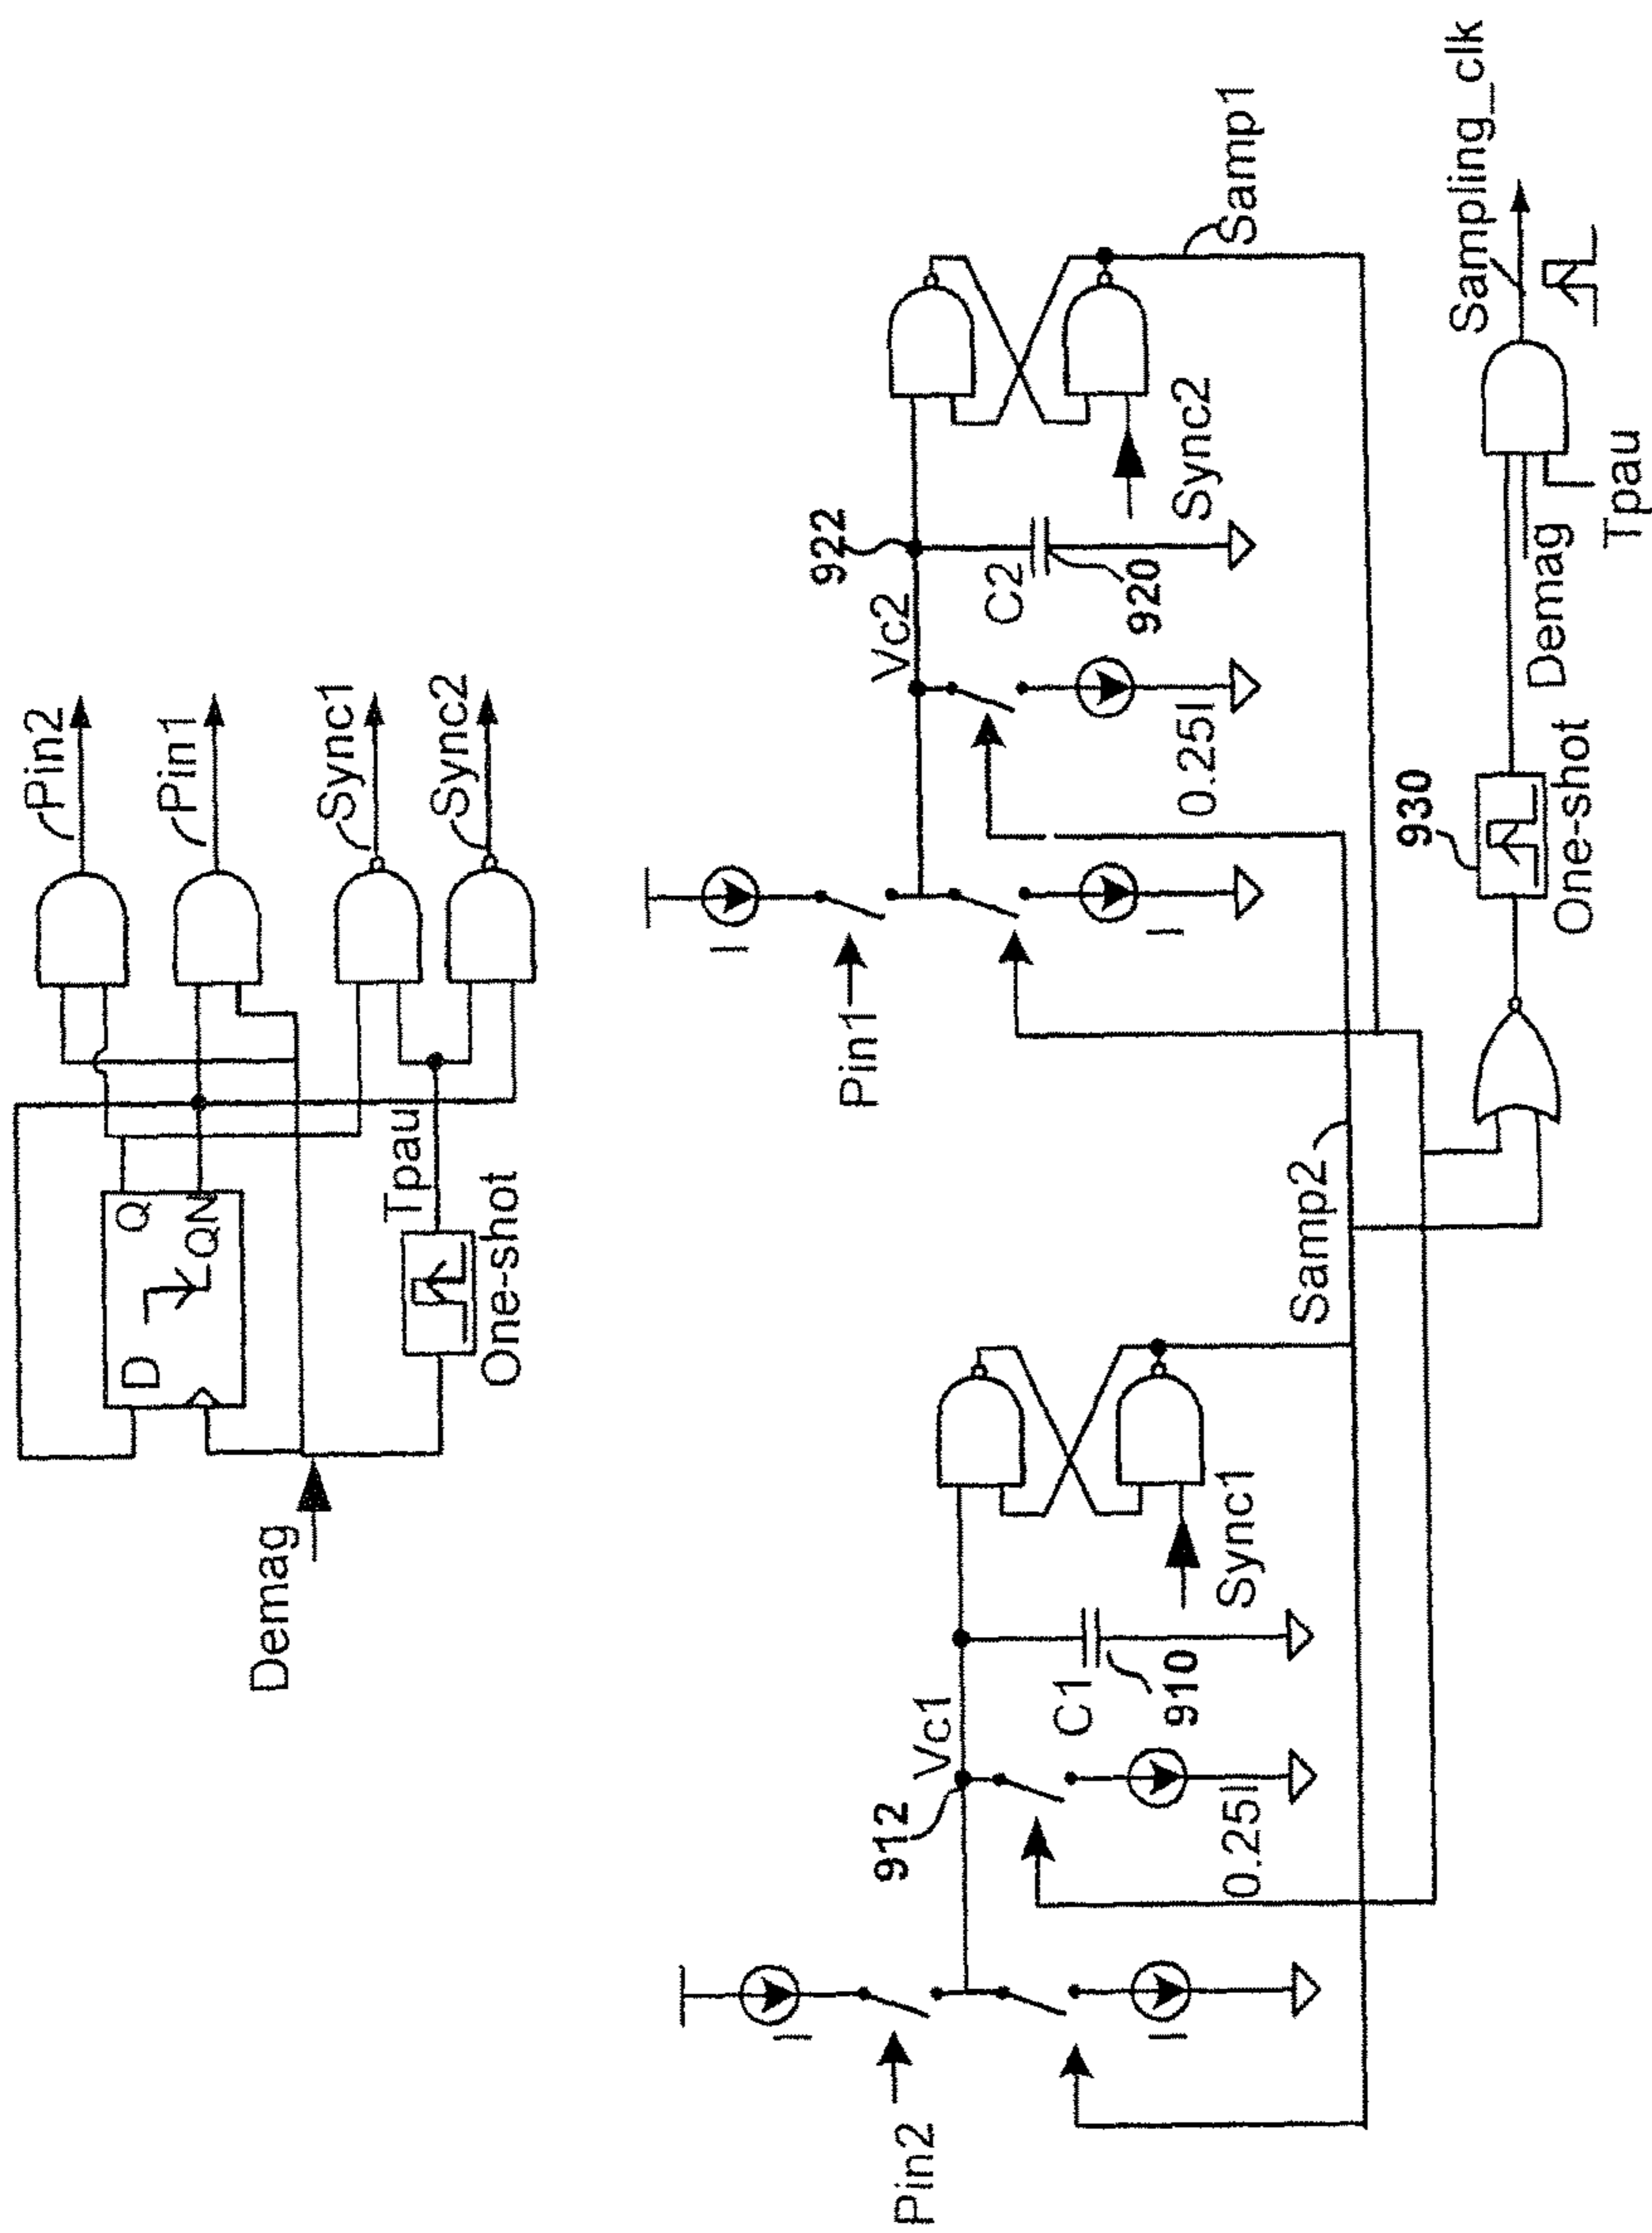 Demag
D
Q
QN
One-shot
Tpau
Pin2
Pin1
Sync1
Sync2
Pin2
I
I
912
Vc1
0.25I
C1
910
Sync1
Samp2
Pin1
I
I
922
Vc2
0.25I
C2
920
Sync2
Samp1
930
One-shot
Demag
Tpau
Sampling_clk